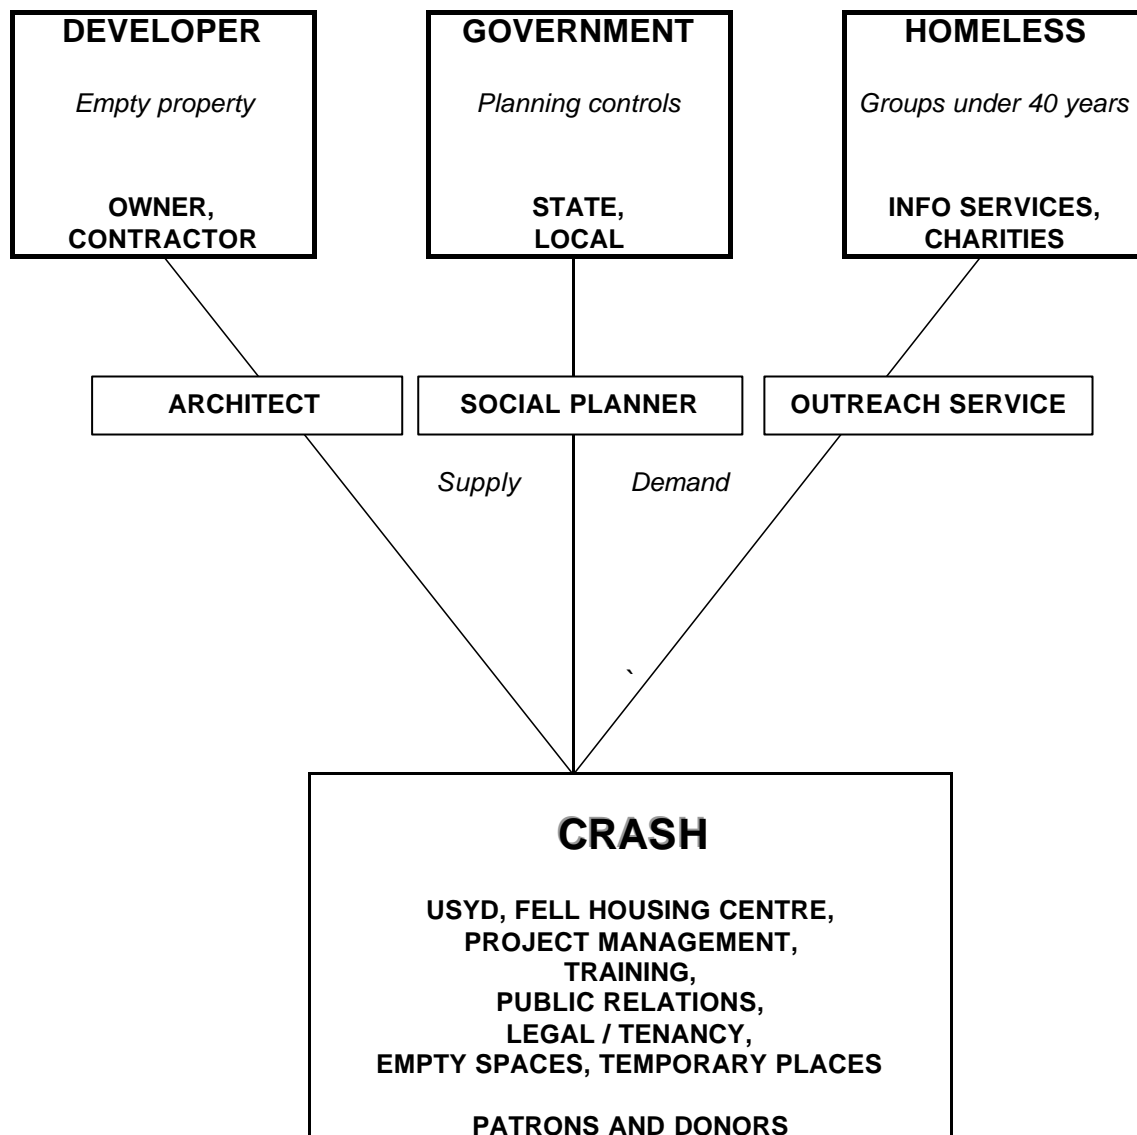 DEVELOPER
Empty property
OWNER,
CONTRACTOR
GOVERNMENT
Planning controls
STATE,
LOCAL
HOMELESS
Groups under 40 years
INFO SERVICES,
CHARITIES
ARCHITECT
SOCIAL PLANNER
OUTREACH SERVICE
Supply
Demand
`
CRASH
USYD, FELL HOUSING CENTRE,
PROJECT MANAGEMENT,
TRAINING,
PUBLIC RELATIONS,
LEGAL / TENANCY,
EMPTY SPACES, TEMPORARY PLACES
PATRONS AND DONORS